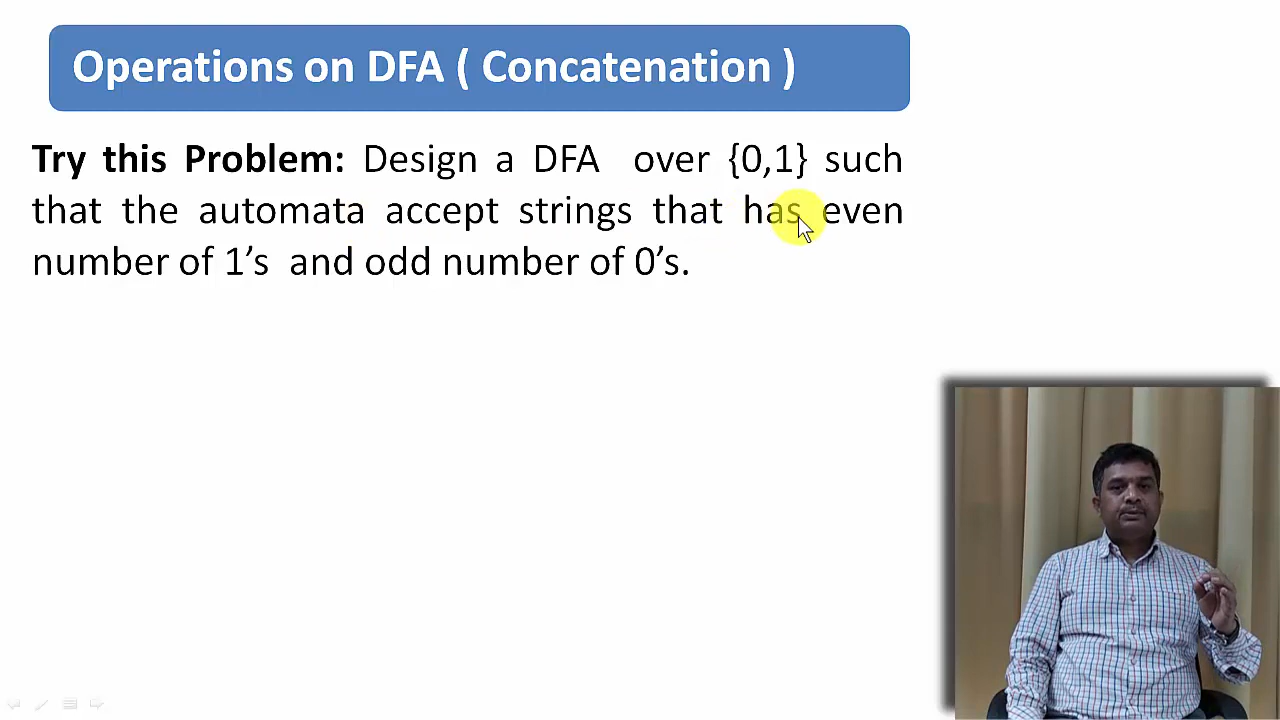 Operations on DFA ( Concatenation )
Try this Problem: Design a DFA over {0,1} such
that the automata accept strings that has even
number of 1’s and odd number of 0’s.